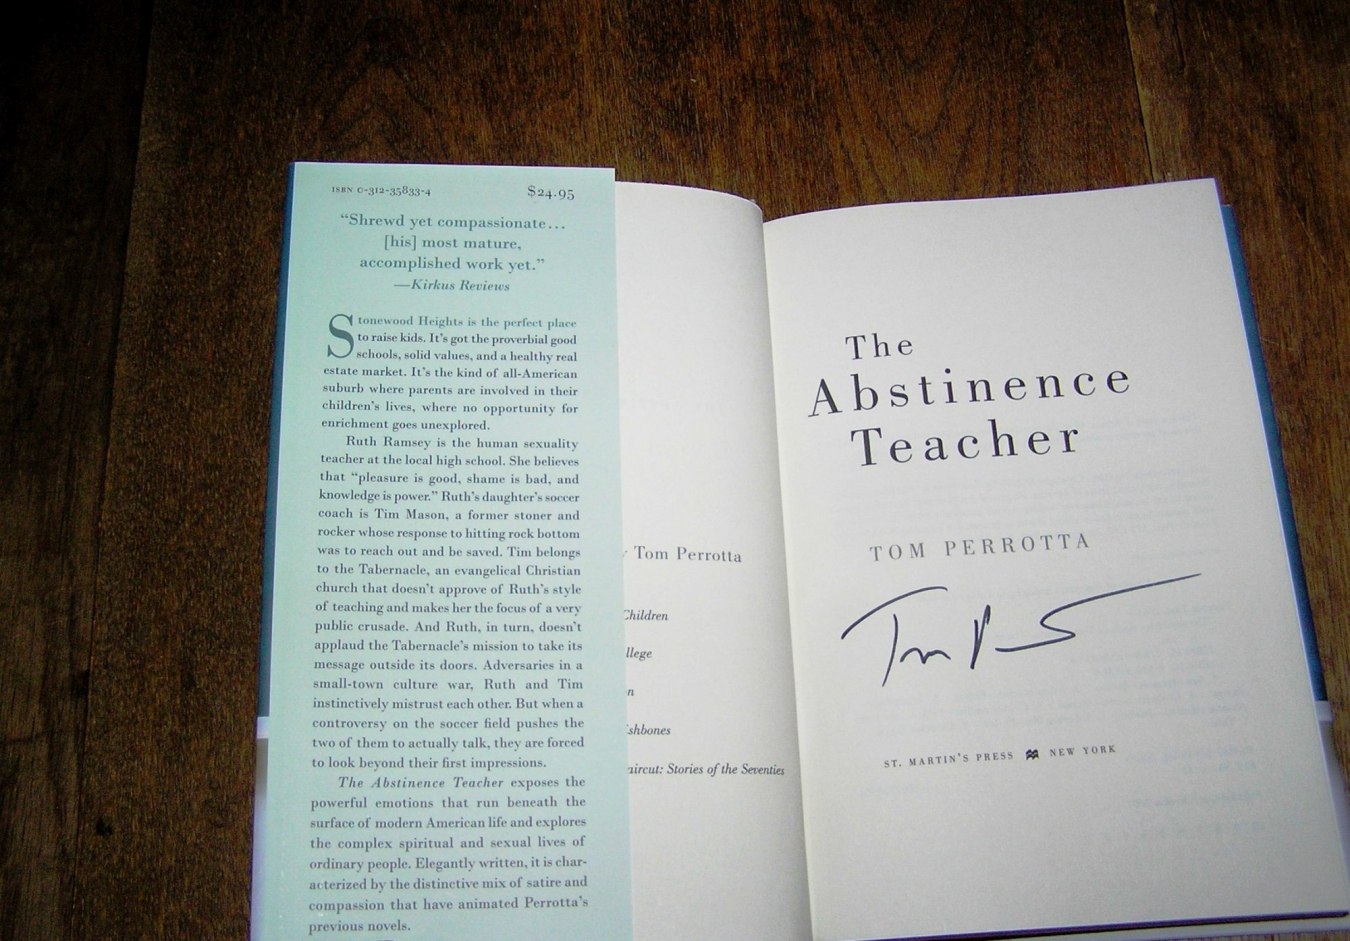 ISBN 0-312-35833-4
$24.95
“Shrewd yet compassionate…
[his] most mature,
accomplished work yet.”
—Kirkus Reviews
Stonewood Heights is the perfect place
to raise kids. It’s got the proverbial good
schools, solid values, and a healthy real
estate market. It’s the kind of all-American
suburb where parents are involved in their
children’s lives, where no opportunity for
enrichment goes unexplored.
Ruth Ramsey is the human sexuality
teacher at the local high school. She believes
that “pleasure is good, shame is bad, and
knowledge is power.” Ruth’s daughter’s soccer
coach is Tim Mason, a former stoner and
rocker whose response to hitting rock bottom
was to reach out and be saved. Tim belongs
to the Tabernacle, an evangelical Christian
church that doesn’t approve of Ruth’s style
of teaching and makes her the focus of a very
public crusade. And Ruth, in turn, doesn’t
applaud the Tabernacle’s mission to take its
message outside its doors. Adversaries in a
small-town culture war, Ruth and Tim
instinctively mistrust each other. But when a
controversy on the soccer field pushes the
two of them to actually talk, they are forced
to look beyond their first impressions.
The Abstinence Teacher exposes the
powerful emotions that run beneath the
surface of modern American life and explores
the complex spiritual and sexual lives of
ordinary people. Elegantly written, it is char-
acterized by the distinctive mix of satire and
compassion that have animated Perrotta’s
previous novels.
Tom Perrotta
Children
llege
n
shbones
aircut: Stories of the Seventies
The
Abstinence
Teacher
TOM PERROTTA
Tom P
ST. MARTIN’S PRESS NEW YORK